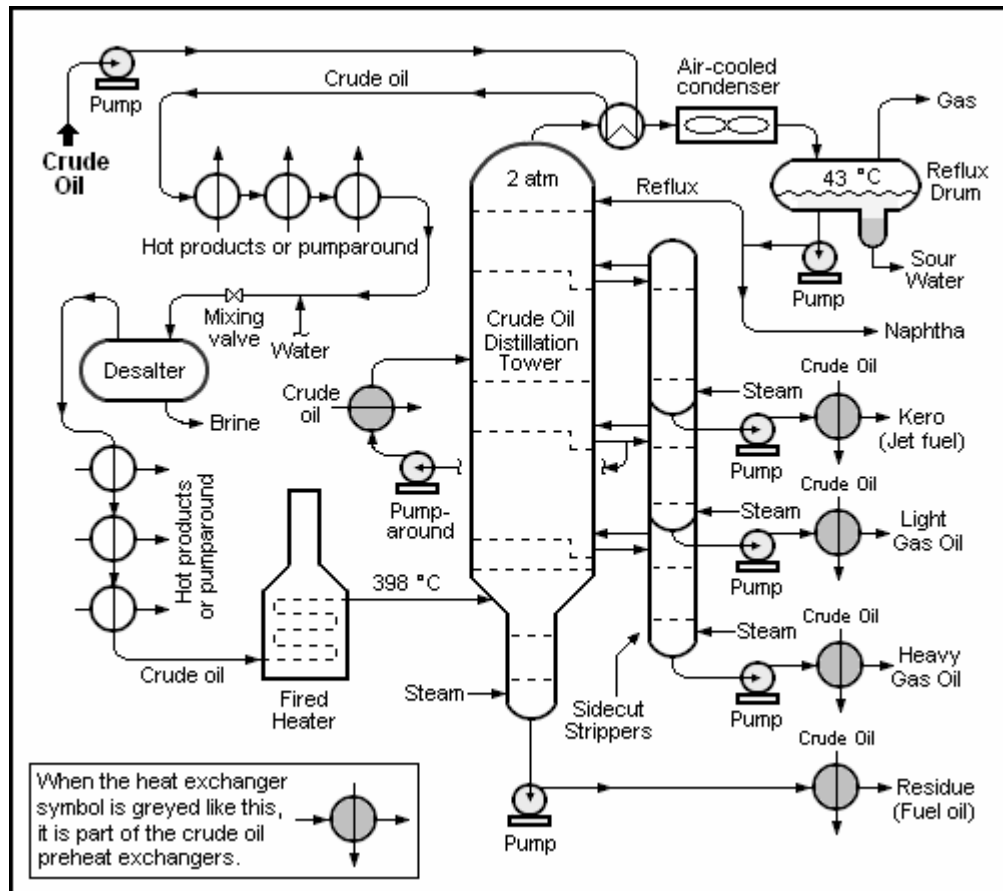 Pump
Crude
Oil
Crude oil
Air-cooled
condenser
Gas
2 atm
43 °C
Reflux
Drum
Reflux
Hot products or pumparound
Sour
Water
Pump
Mixing
valve
Water
Naphtha
Desalter
Brine
Crude Oil
Distillation
Tower
Crude
oil
Steam
Crude Oil
Kero
(Jet fuel)
Pump
Pump-
around
Hot products
or pumparound
Steam
Crude Oil
Light
Gas Oil
Pump
398 °C
Crude oil
Fired
Heater
Steam
Steam
Crude Oil
Heavy
Gas Oil
Pump
Sidecut
Strippers
Crude Oil
Residue
(Fuel oil)
Pump
When the heat exchanger
symbol is greyed like this,
it is part of the crude oil
preheat exchangers.